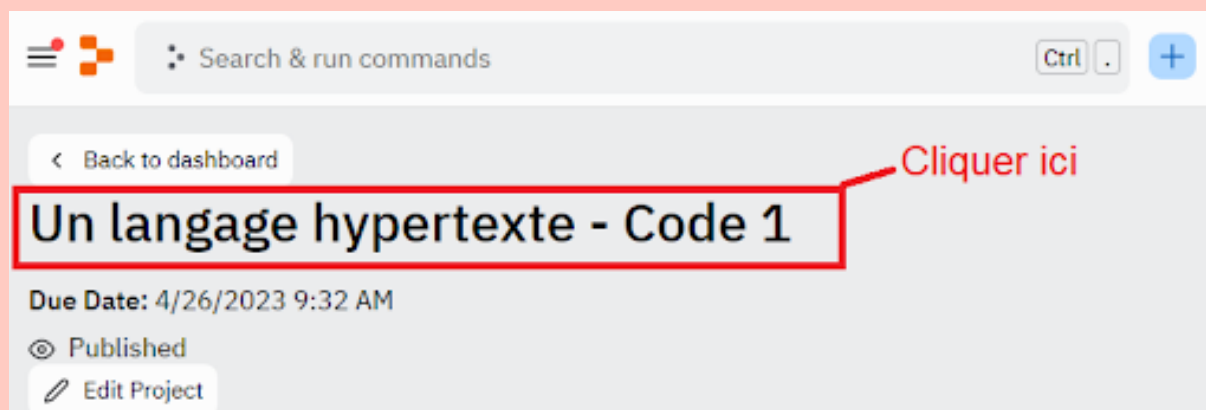 Search & run commands Ctrl .
Back to dashboard
Cliquer ici
Un langage hypertexte - Code 1
Due Date: 4/26/2023 9:32 AM
Published
Edit Project